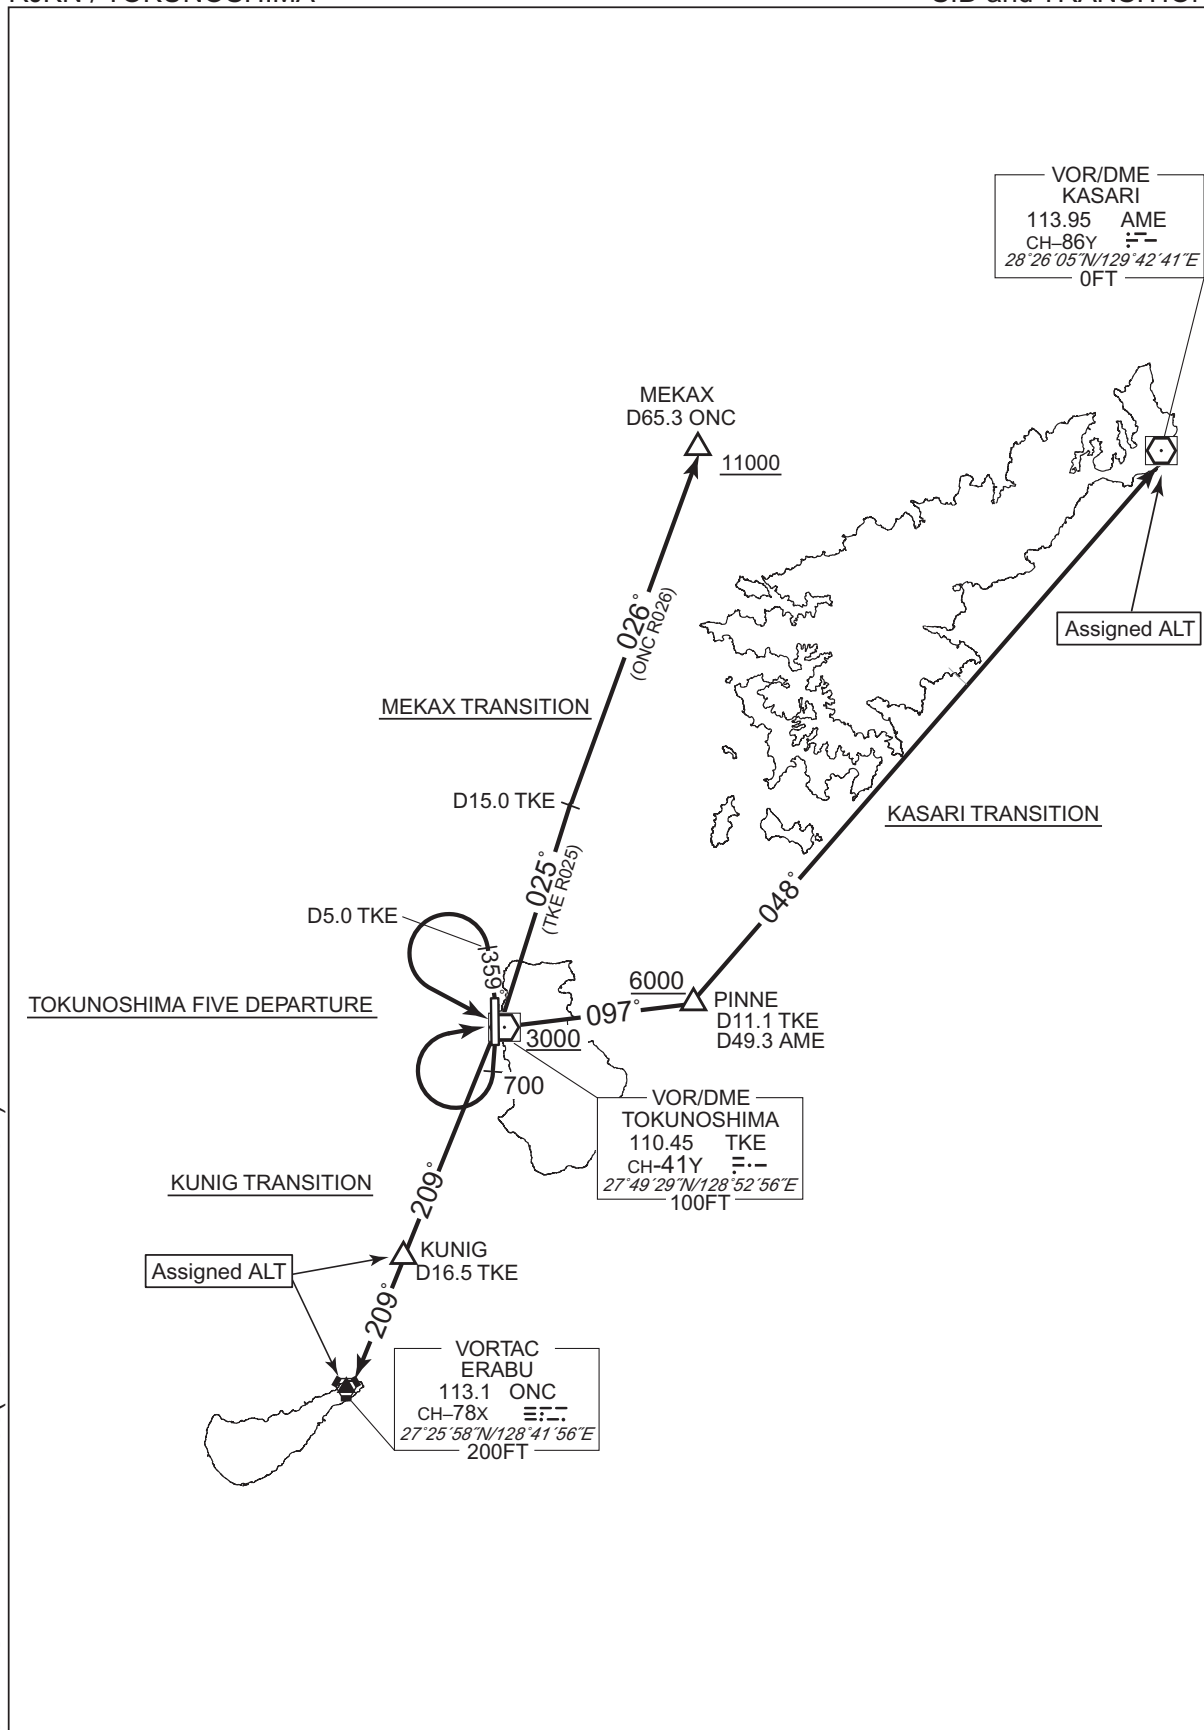 VOR/DME
KASARI
113.95 AME
CH–86Y
28°26´05˝N/129°42´41˝E
0FT
MEKAX
D65.3 ONC
11000
026°
(ONC R026)
Assigned ALT
MEKAX TRANSITION
D15.0 TKE
KASARI TRANSITION
025°
(TKE R025)
048°
D5.0 TKE
359°
TOKUNOSHIMA FIVE DEPARTURE
6000
PINNE
D11.1 TKE
D49.3 AME
097°
3000
700
VOR/DME
TOKUNOSHIMA
110.45 TKE
CH-41Y
27°49´29˝N/128°52´56˝E
100FT
KUNIG TRANSITION
209°
KUNIG
D16.5 TKE
Assigned ALT
209°
VORTAC
ERABU
113.1 ONC
CH–78X
27°25´58˝N/128°41´56˝E
200FT